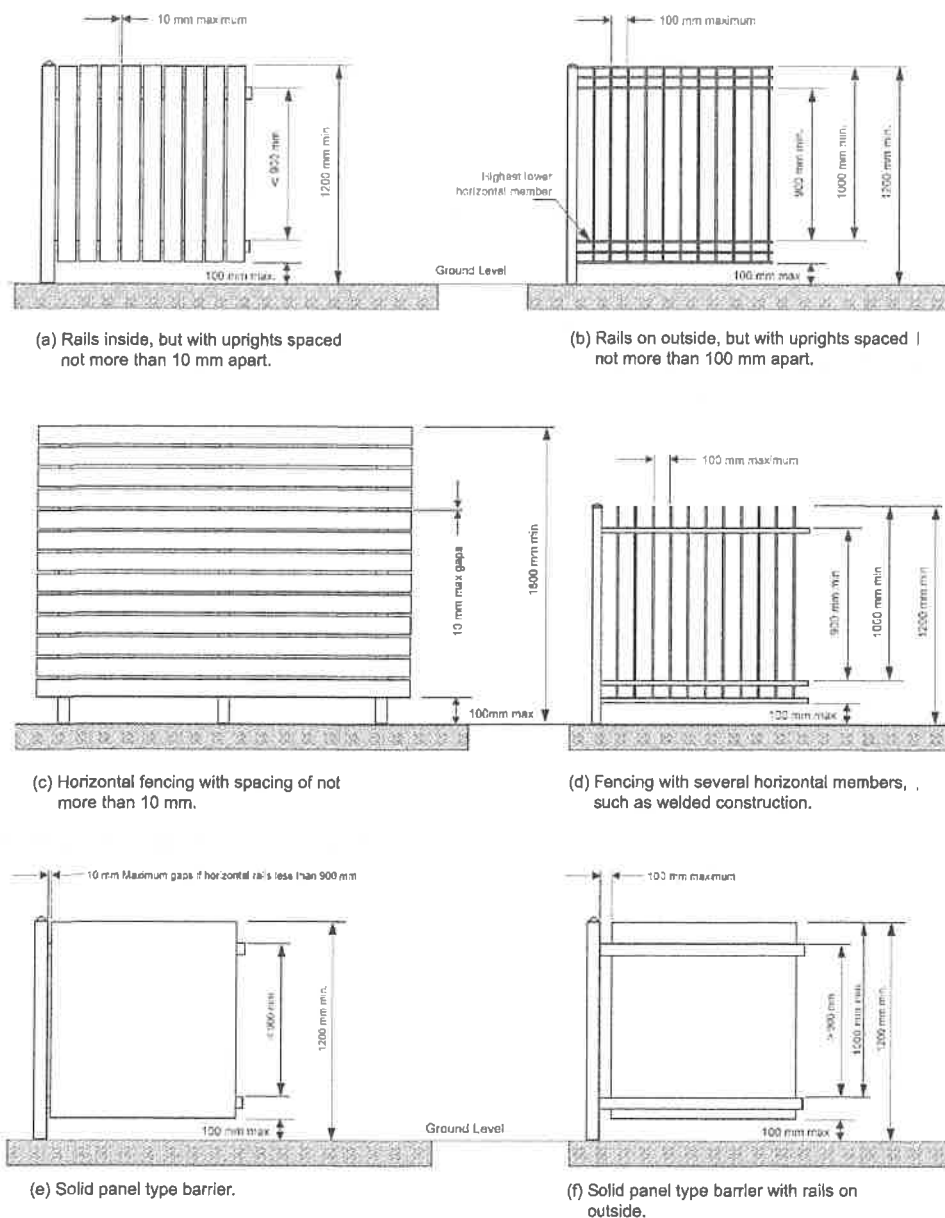 10 mm maximum
100 mm maximum
< 900 mm
1200 mm min.
Highest lower
horizontal member
900 mm min.
1000 mm min.
1200 mm min.
100 mm max.
Ground Level
100 mm max
(a) Rails inside, but with uprights spaced
not more than 10 mm apart.
(b) Rails on outside, but with uprights spaced
not more than 100 mm apart.
100 mm maximum
10 mm max gaps
1800 mm min
900 mm min
1000 mm min
1200 mm min
100mm max
100 mm max
(c) Horizontal fencing with spacing of not
more than 10 mm.
(d) Fencing with several horizontal members,
such as welded construction.
10 mm Maximum gaps if horizontal rails less than 900 mm
100 mm maximum
900 mm
1200 mm min.
900 mm
1000 mm min.
1200 mm min.
100 mm max
Ground Level
100 mm max
(e) Solid panel type barrier.
(f) Solid panel type barrier with rails on
outside.